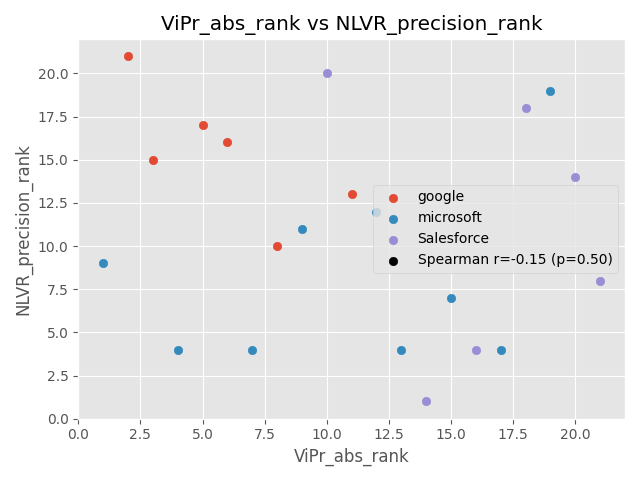 ViPr_abs_rank vs NLVR_precision_rank
NLVR_precision_rank
20.0
17.5
15.0
12.5
10.0
7.5
5.0
2.5
0.0
google
microsoft
Salesforce
Spearman r=-0.15 (p=0.50)
0.0 2.5 5.0 7.5 10.0 12.5 15.0 17.5 20.0
ViPr_abs_rank